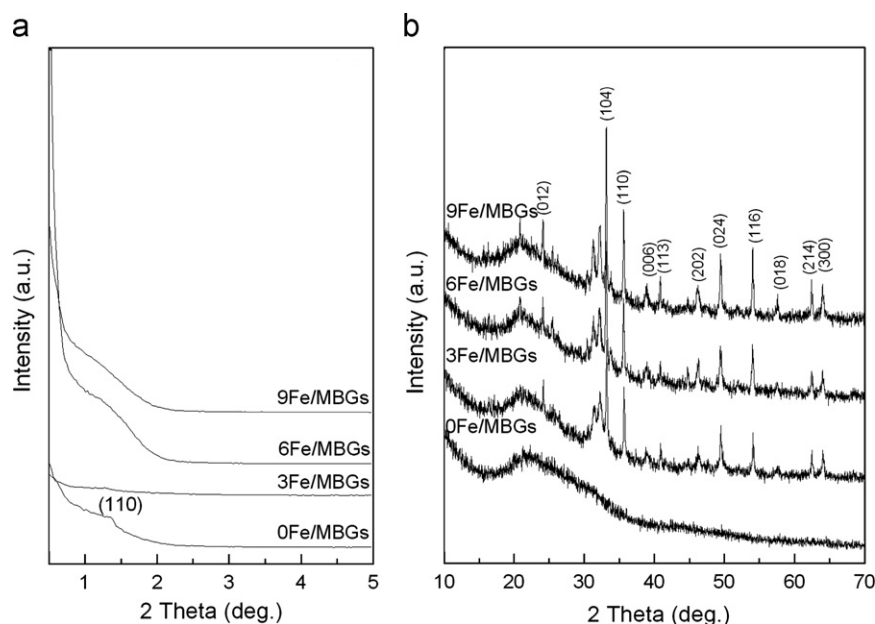 a
Intensity (a.u.)
9Fe/MBGs
6Fe/MBGs
3Fe/MBGs
(110)
0Fe/MBGs
1 2 3 4 5
2 Theta (deg.)
b
Intensity (a.u.)
(104)
(110)
(012)
9Fe/MBGs
(006)
(113)
(202)
(024)
(116)
(018)
(214)
(300)
6Fe/MBGs
3Fe/MBGs
0Fe/MBGs
10 20 30 40 50 60 70
2 Theta (deg.)